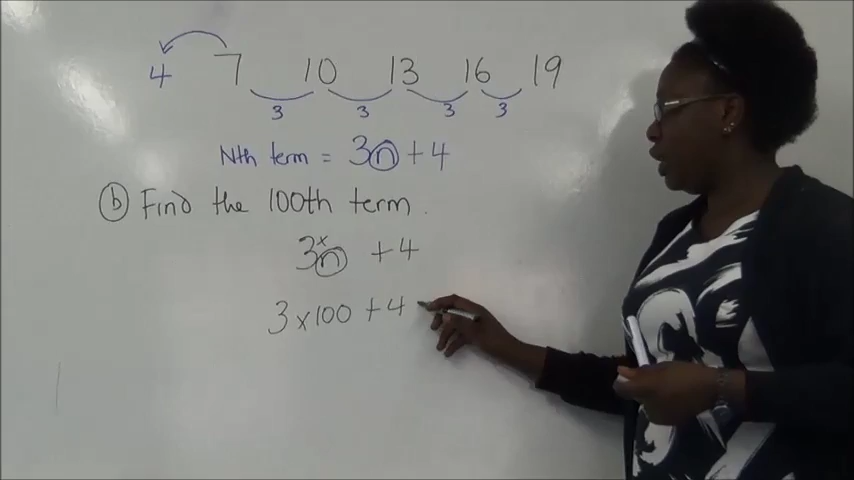 4 7 10 13 16 19
3 3 3 3
Nth term = 3n + 4
b Find the 100th term.
3×n + 4
3 × 100 + 4